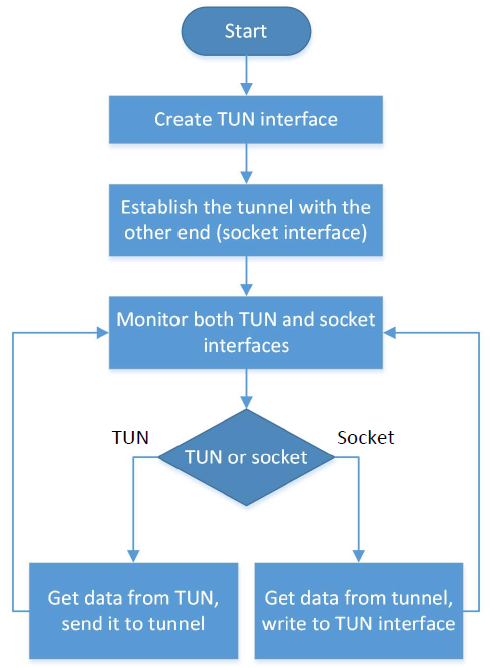 Start
Create TUN interface
Establish the tunnel with the
other end (socket interface)
Monitor both TUN and socket
interfaces
TUN
Socket
TUN or socket
Get data from TUN,
send it to tunnel
Get data from tunnel,
write to TUN interface